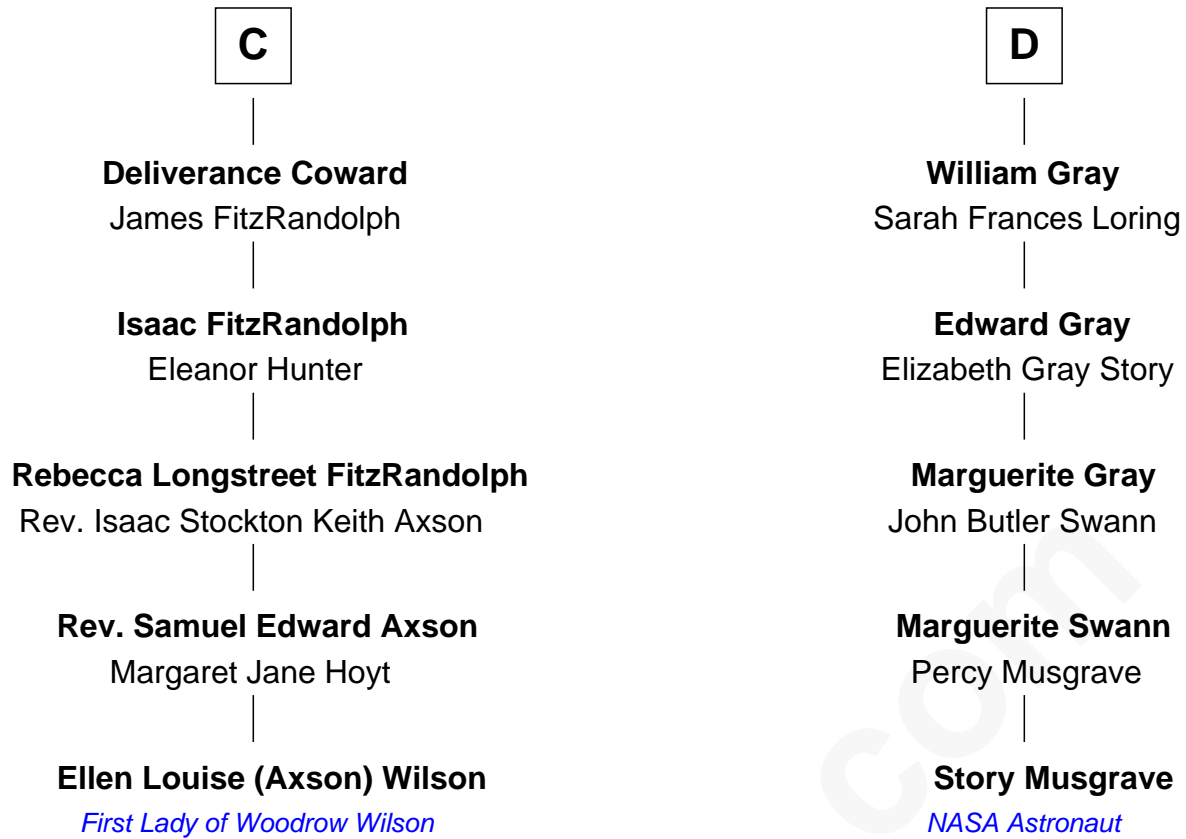 C
Deliverance Coward
James FitzRandolph
Isaac FitzRandolph
Eleanor Hunter
Rebecca Longstreet FitzRandolph
Rev. Isaac Stockton Keith Axson
Rev. Samuel Edward Axson
Margaret Jane Hoyt
Ellen Louise (Axson) Wilson
First Lady of Woodrow Wilson
D
William Gray
Sarah Frances Loring
Edward Gray
Elizabeth Gray Story
Marguerite Gray
John Butler Swann
Marguerite Swann
Percy Musgrave
Story Musgrave
NASA Astronaut
com